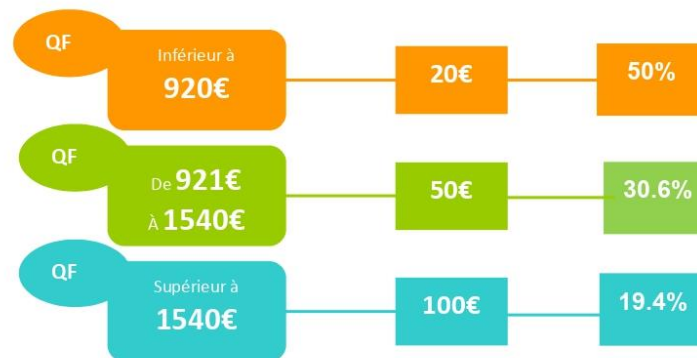 QF
Inférieur à
920€
20€
50%
QF
De 921€
À 1540€
50€
30.6%
QF
Supérieur à
1540€
100€
19.4%